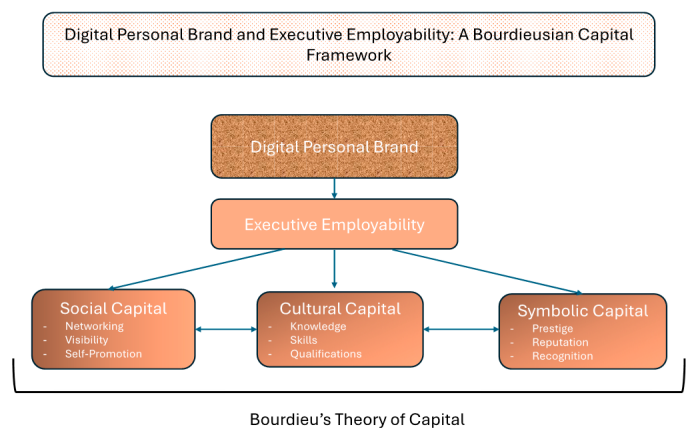 Digital Personal Brand and Executive Employability: A Bourdieusian Capital
Framework
Digital Personal Brand
Executive Employability
Social Capital
- Networking
- Visibility
- Self-Promotion
Cultural Capital
- Knowledge
- Skills
- Qualifications
Symbolic Capital
- Prestige
- Reputation
- Recognition
Bourdieu's Theory of Capital